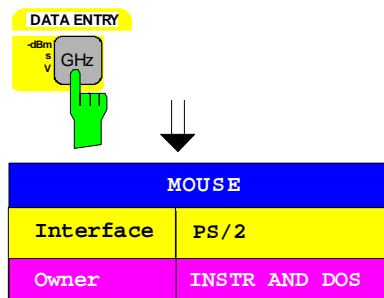 DATA ENTRY
-dBm
s
V
GHz
MOUSE
Interface PS/2
Owner INSTR AND DOS